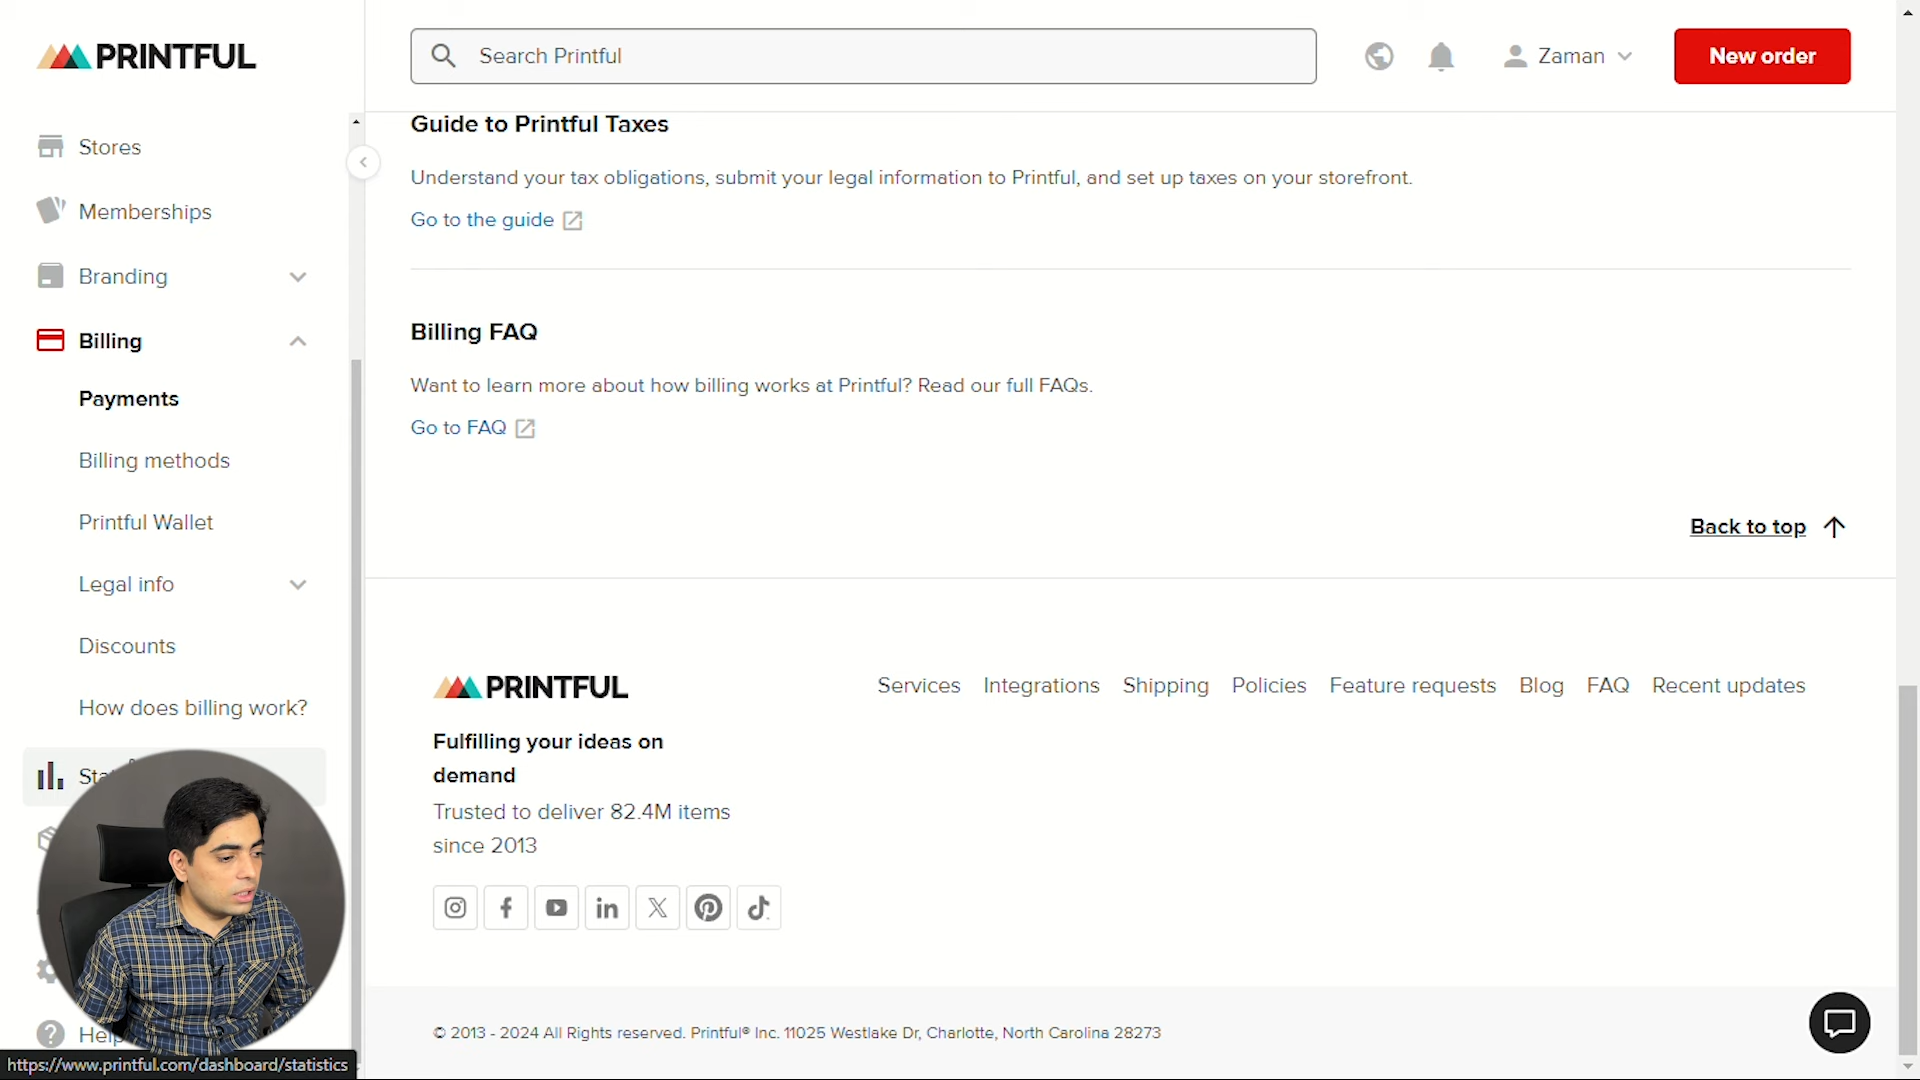 PRINTFUL
Search Printful
Zaman
New order
Stores
Memberships
Branding
Billing
Payments
Billing methods
Printful Wallet
Legal info
Discounts
How does billing work?
Guide to Printful Taxes
Understand your tax obligations, submit your legal information to Printful, and set up taxes on your storefront.
Go to the guide
Billing FAQ
Want to learn more about how billing works at Printful? Read our full FAQs.
Go to FAQ
Back to top
PRINTFUL
Services Integrations Shipping Policies Feature requests Blog FAQ Recent updates
Fulfilling your ideas on
demand
Trusted to deliver 82.4M items
since 2013
© 2013 - 2024 All Rights reserved. Printful® Inc. 11025 Westlake Dr, Charlotte, North Carolina 28273
https://www.printful.com/dashboard/statistics